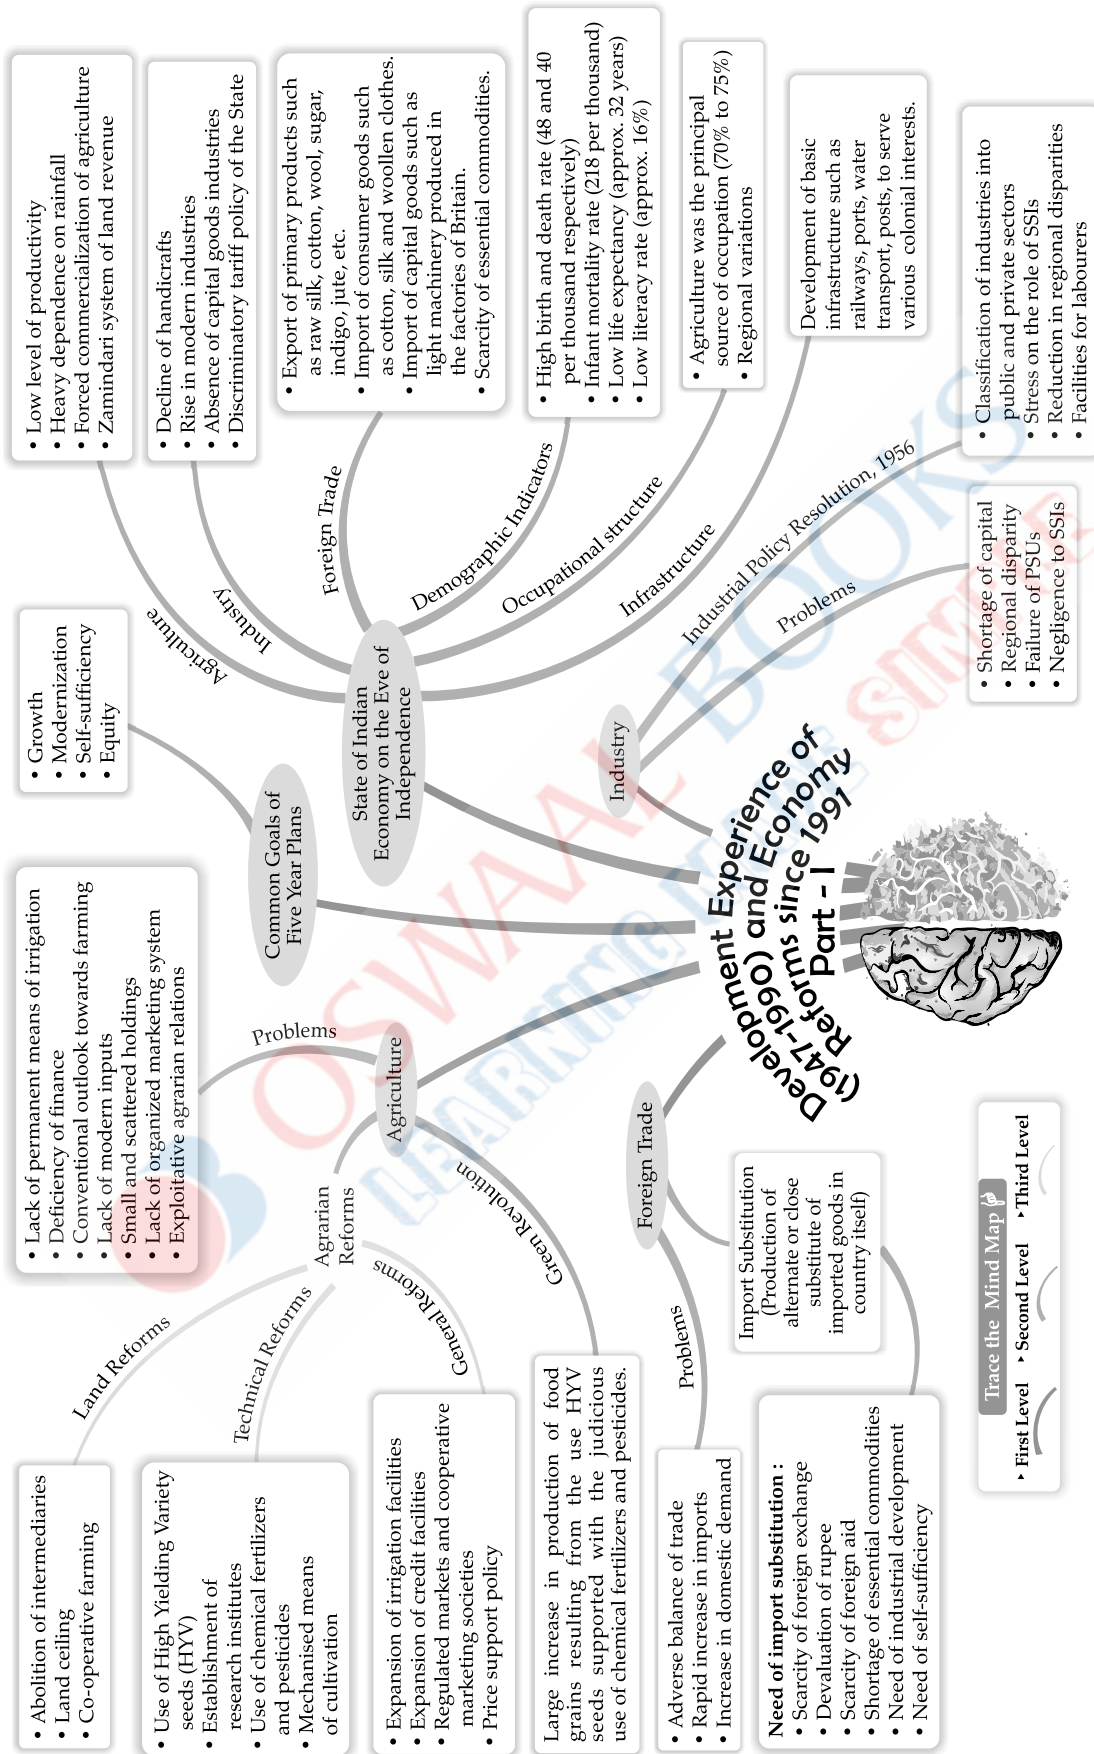 Development Experience of
(1947-1990) and Economy
Reforms since 1991
Part - I
State of Indian
Economy on the Eve of
Independence
Agriculture
• Low level of productivity
• Heavy dependence on rainfall
• Forced commercialization of agriculture
• Zamindari system of land revenue
Industry
• Decline of handicrafts
• Rise in modern industries
• Absence of capital goods industries
• Discriminatory tariff policy of the State
Foreign Trade
• Export of primary products such
as raw silk, cotton, wool, sugar,
indigo, jute, etc.
• Import of consumer goods such
as cotton, silk and woollen clothes.
• Import of capital goods such as
light machinery produced in
the factories of Britain.
• Scarcity of essential commodities.
Demographic Indicators
• High birth and death rate (48 and 40
per thousand respectively)
• Infant mortality rate (218 per thousand)
• Low life expectancy (approx. 32 years)
• Low literacy rate (approx. 16%)
Occupational structure
• Agriculture was the principal
source of occupation (70% to 75%)
• Regional variations
Infrastructure
Development of basic
infrastructure such as
railways, ports, water
transport, posts, to serve
various colonial interests.
Industry
Industrial Policy Resolution, 1956
• Classification of industries into
public and private sectors
• Stress on the role of SSIs
• Reduction in regional disparities
• Facilities for labourers
Problems
• Shortage of capital
• Regional disparity
• Failure of PSUs
• Negligence to SSIs
Common Goals of
Five Year Plans
• Growth
• Modernization
• Self-sufficiency
• Equity
Agriculture
Problems
• Lack of permanent means of irrigation
• Deficiency of finance
• Conventional outlook towards farming
• Lack of modern inputs
• Small and scattered holdings
• Lack of organized marketing system
• Exploitative agrarian relations
Agrarian
Reforms
Land Reforms
• Abolition of intermediaries
• Land ceiling
• Co-operative farming
Technical Reforms
• Use of High Yielding Variety
seeds (HYV)
• Establishment of
research institutes
• Use of chemical fertilizers
and pesticides
• Mechanised means
of cultivation
General Reforms
• Expansion of irrigation facilities
• Expansion of credit facilities
• Regulated markets and cooperative
marketing societies
• Price support policy
Green Revolution
Large increase in production of food
grains resulting from the use HYV
seeds supported with the judicious
use of chemical fertilizers and pesticides.
Foreign Trade
Problems
• Adverse balance of trade
• Rapid increase in imports
• Increase in domestic demand
Import Substitution
(Production of
alternate or close
substitute of
imported goods in
country itself)
Need of import substitution :
• Scarcity of foreign exchange
• Devaluation of rupee
• Scarcity of foreign aid
• Shortage of essential commodities
• Need of industrial development
• Need of self-sufficiency
Trace the Mind Map
First Level
Second Level
Third Level
OSWAAL BOOKS
LEARNING MADE SIMPLE